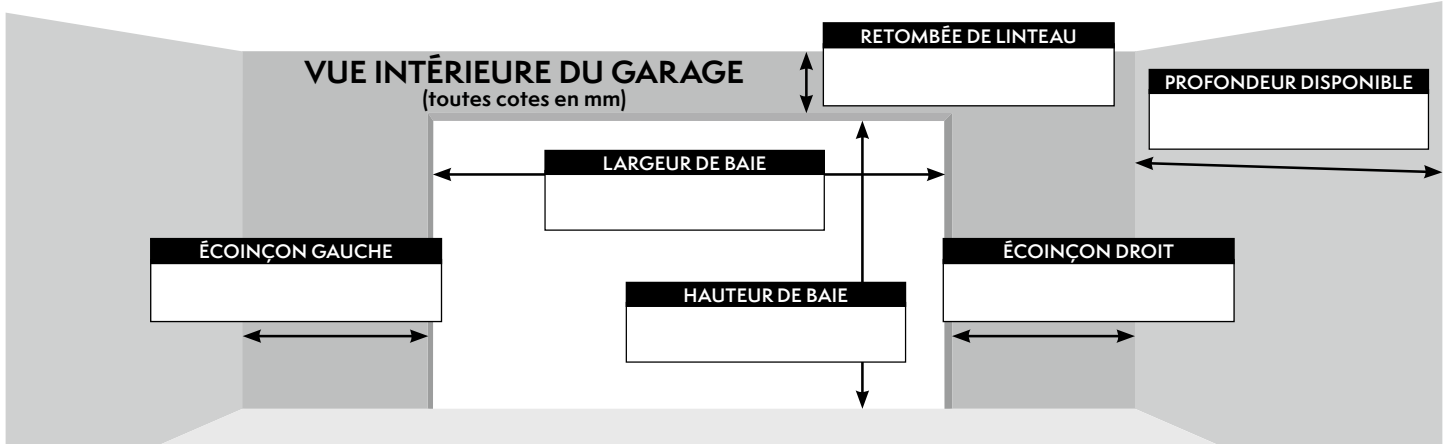 RETOMBÉE DE LINTEAU
VUE INTÉRIEURE DU GARAGE
(toutes cotes en mm)
PROFONDEUR DISPONIBLE
LARGEUR DE BAIE
ÉCOINÇON GAUCHE
ÉCOINÇON DROIT
HAUTEUR DE BAIE